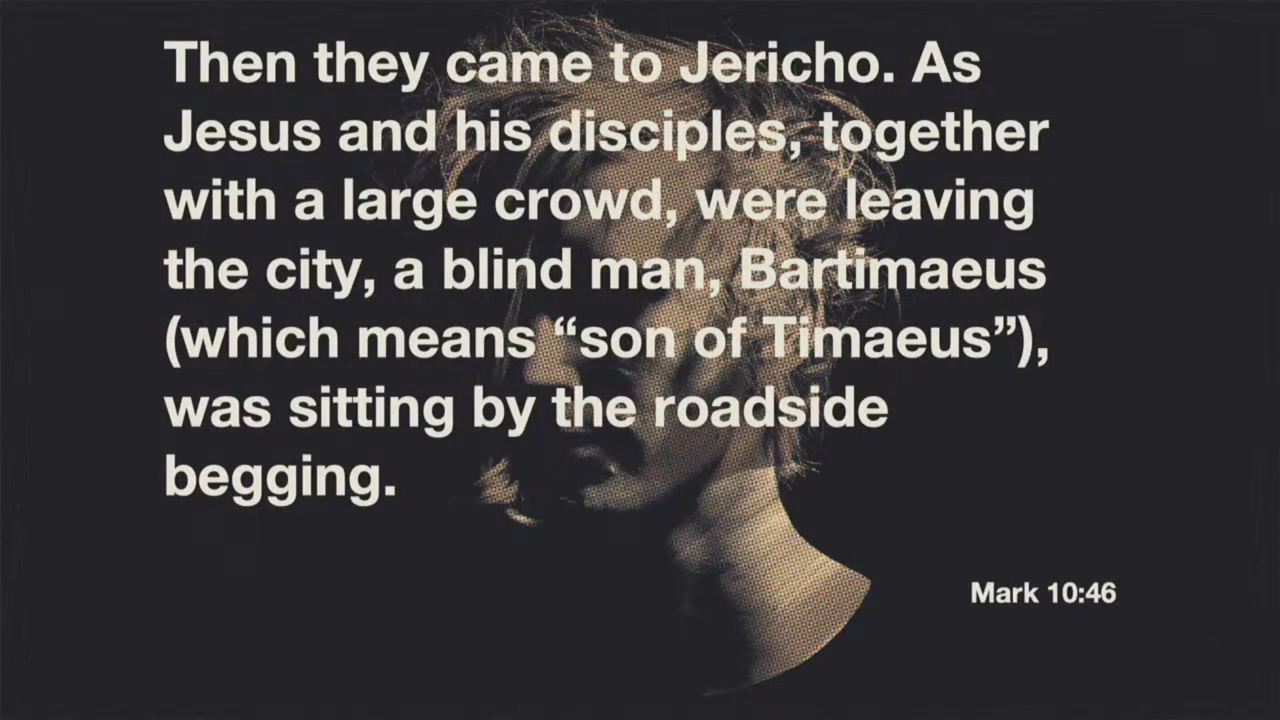 Then they came to Jericho. As
Jesus and his disciples, together
with a large crowd, were leaving
the city, a blind man, Bartimaeus
(which means “son of Timaeus”),
was sitting by the roadside
begging.
Mark 10:46